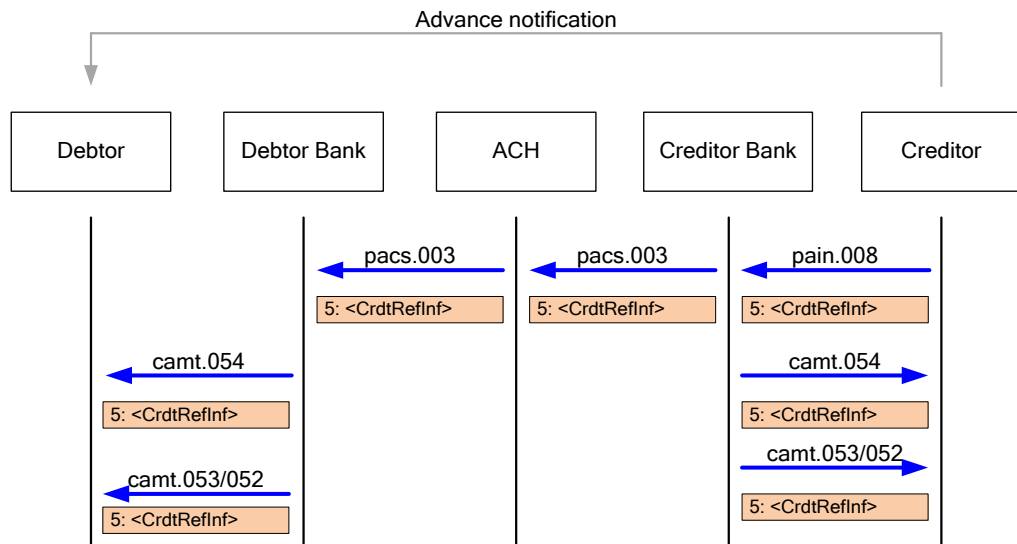 Advance notification
Debtor
Debtor Bank
ACH
Creditor Bank
Creditor
pacs.003
pacs.003
pain.008
5: <CrdtRefInf>
5: <CrdtRefInf>
5: <CrdtRefInf>
camt.054
camt.054
5: <CrdtRefInf>
5: <CrdtRefInf>
camt.053/052
camt.053/052
5: <CrdtRefInf>
5: <CrdtRefInf>